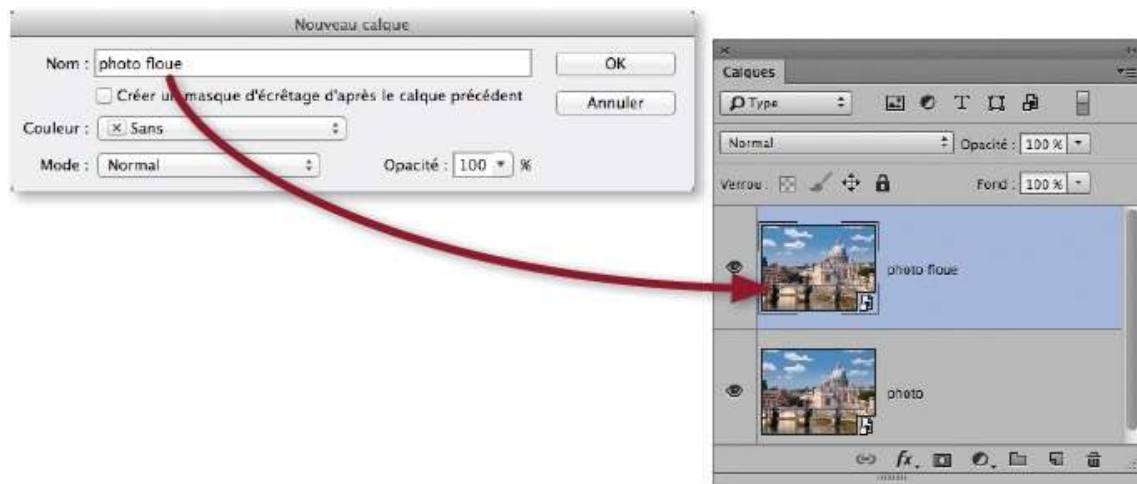 Nouveau calque
Nom : photo floue
OK
Créer un masque d'écrêtage d'après le calque précédent
Annuler
Couleur : Sans
Mode : Normal
Opacité : 100 %
Calques
Type
Normal
Opacité : 100 %
Verrou :
Fond : 100 %
photo floue
photo
fx